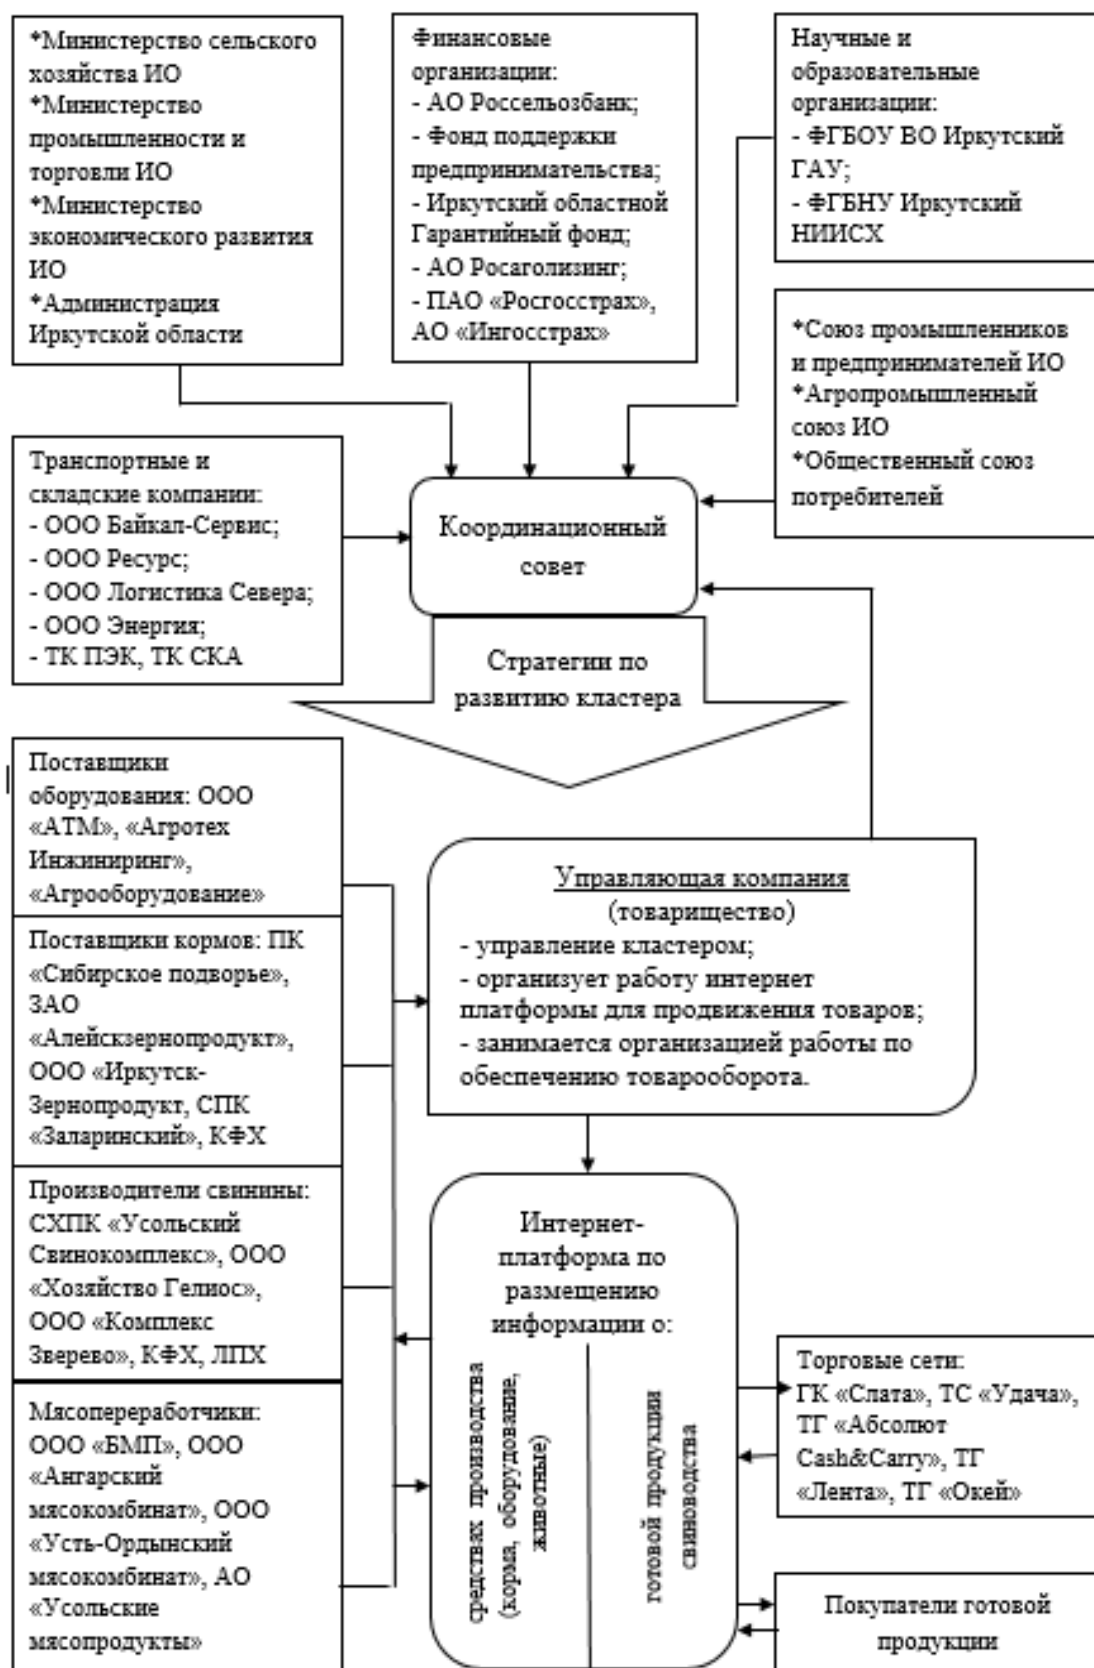 *Министерство сельского
хозяйства ИО
*Министерство
промышленности и
торговли ИО
*Министерство
экономического развития
ИО
*Администрация
Иркутской области
Финансовые
организации:
- АО Россельозбанк;
- Фонд поддержки
предпринимательства;
- Иркутский областной
Гарантийный фонд;
- АО Росаголизинг;
- ПАО «Росгосстрах»,
АО «Ингосстрах»
Научные и
образовательные
организации:
- ФГБОУ ВО Иркутский
ГАУ;
- ФГБНУ Иркутский
НИИСХ
*Союз промышленников
и предпринимателей ИО
*Агропромышленный
союз ИО
*Общественный союз
потребителей
Транспортные и
складские компании:
- ООО Байкал-Сервис;
- ООО Ресурс;
- ООО Логистика Севера;
- ООО Энергия;
- ТК ПЭК, ТК СКА
Координационный
совет
Стратегии по
развитию кластера
Поставщики
оборудования: ООО
«АТМ», «Агротех
Инжиниринг»,
«Агрооборудование»
Поставщики кормов: ПК
«Сибирское подворье»,
ЗАО
«Алейскзернопродукт»,
ООО «Иркутск-
Зернопродукт, СПК
«Заларинский», КФХ
Производители свинины:
СХПК «Усольский
Свинокомплекс», ООО
«Хозяйство Гелиос»,
ООО «Комплекс
Зверево», КФХ, ЛПХ
Мясопереработчики:
ООО «БМП», ООО
«Ангарский
мясокомбинат», ООО
«Усть-Ордынский
мясокомбинат», АО
«Усольские
мясопродукты»
Управляющая компания
(товарищество)
- управление кластером;
- организует работу интернет
платформы для продвижения товаров;
- занимается организацией работы по
обеспечению товарооборота.
Интернет-
платформа по
размещению
информации о:
средствах производства
(корма, оборудование,
животные)
готовой продукции
свиноводства
Торговые сети:
ГК «Слата», ТС «Удача»,
ТГ «Абсолют
Cash&Carry», ТГ
«Лента», ТГ «Окей»
Покупатели готовой
продукции